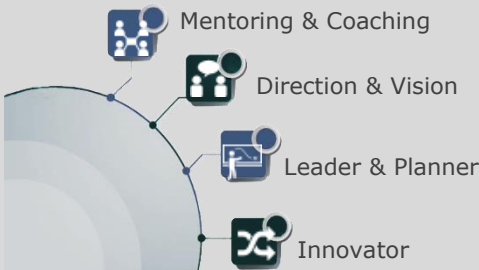 Mentoring & Coaching
Direction & Vision
Leader & Planner
Innovator